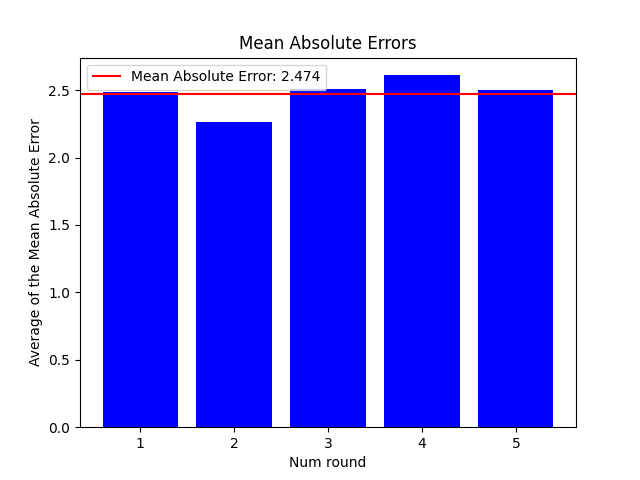 Mean Absolute Errors
Mean Absolute Error: 2.474
Average of the Mean Absolute Error
2.5
2.0
1.5
1.0
0.5
0.0
1 2 3 4 5
Num round